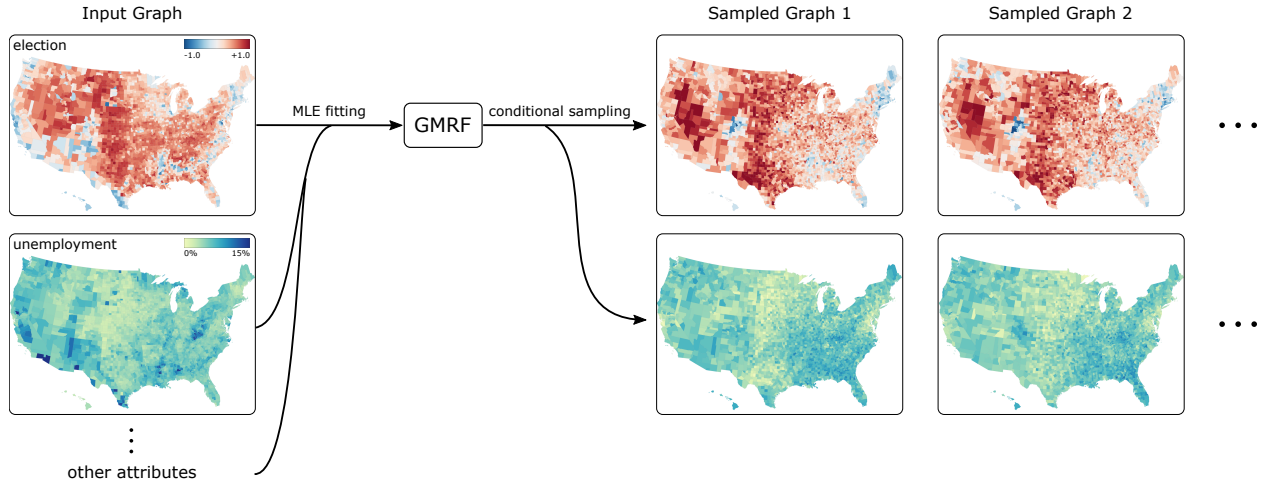 Input Graph
Sampled Graph 1
Sampled Graph 2
election
-1.0
+1.0
MLE fitting
GMRF
conditional sampling
• • •
unemployment
0%
15%
• • •
other attributes